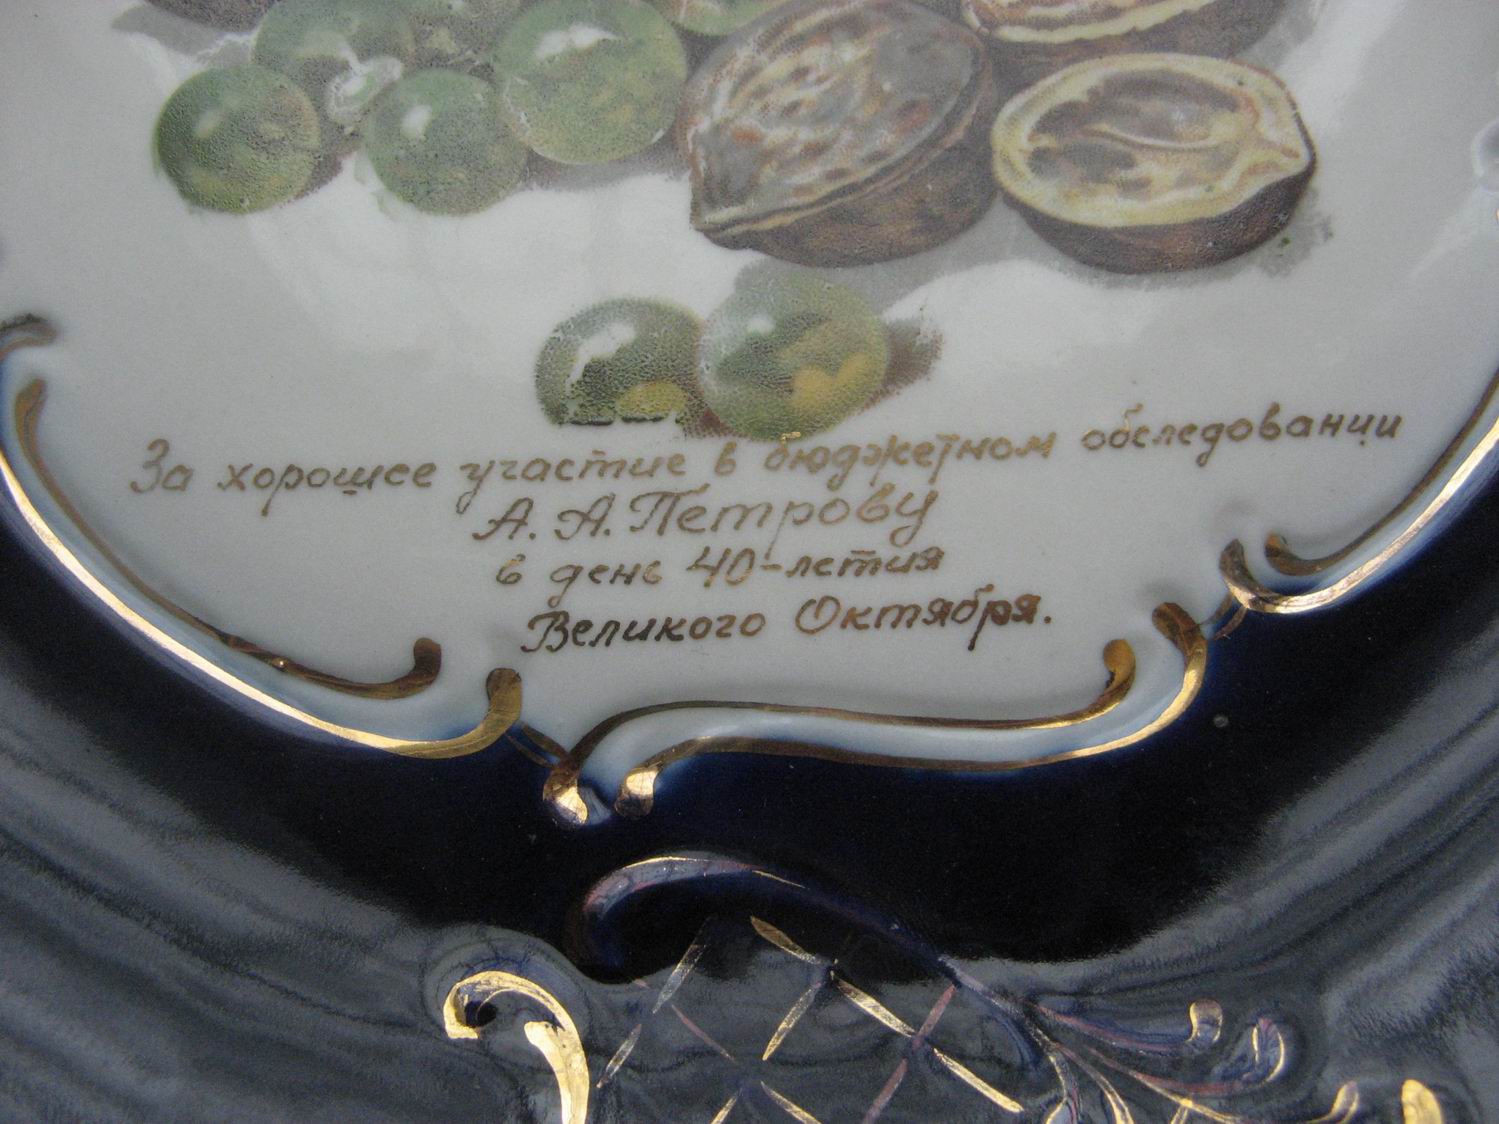 За хорошее участие в бюджетном обследовании
А. А. Петрову
в день 40-летия
Великого Октября.